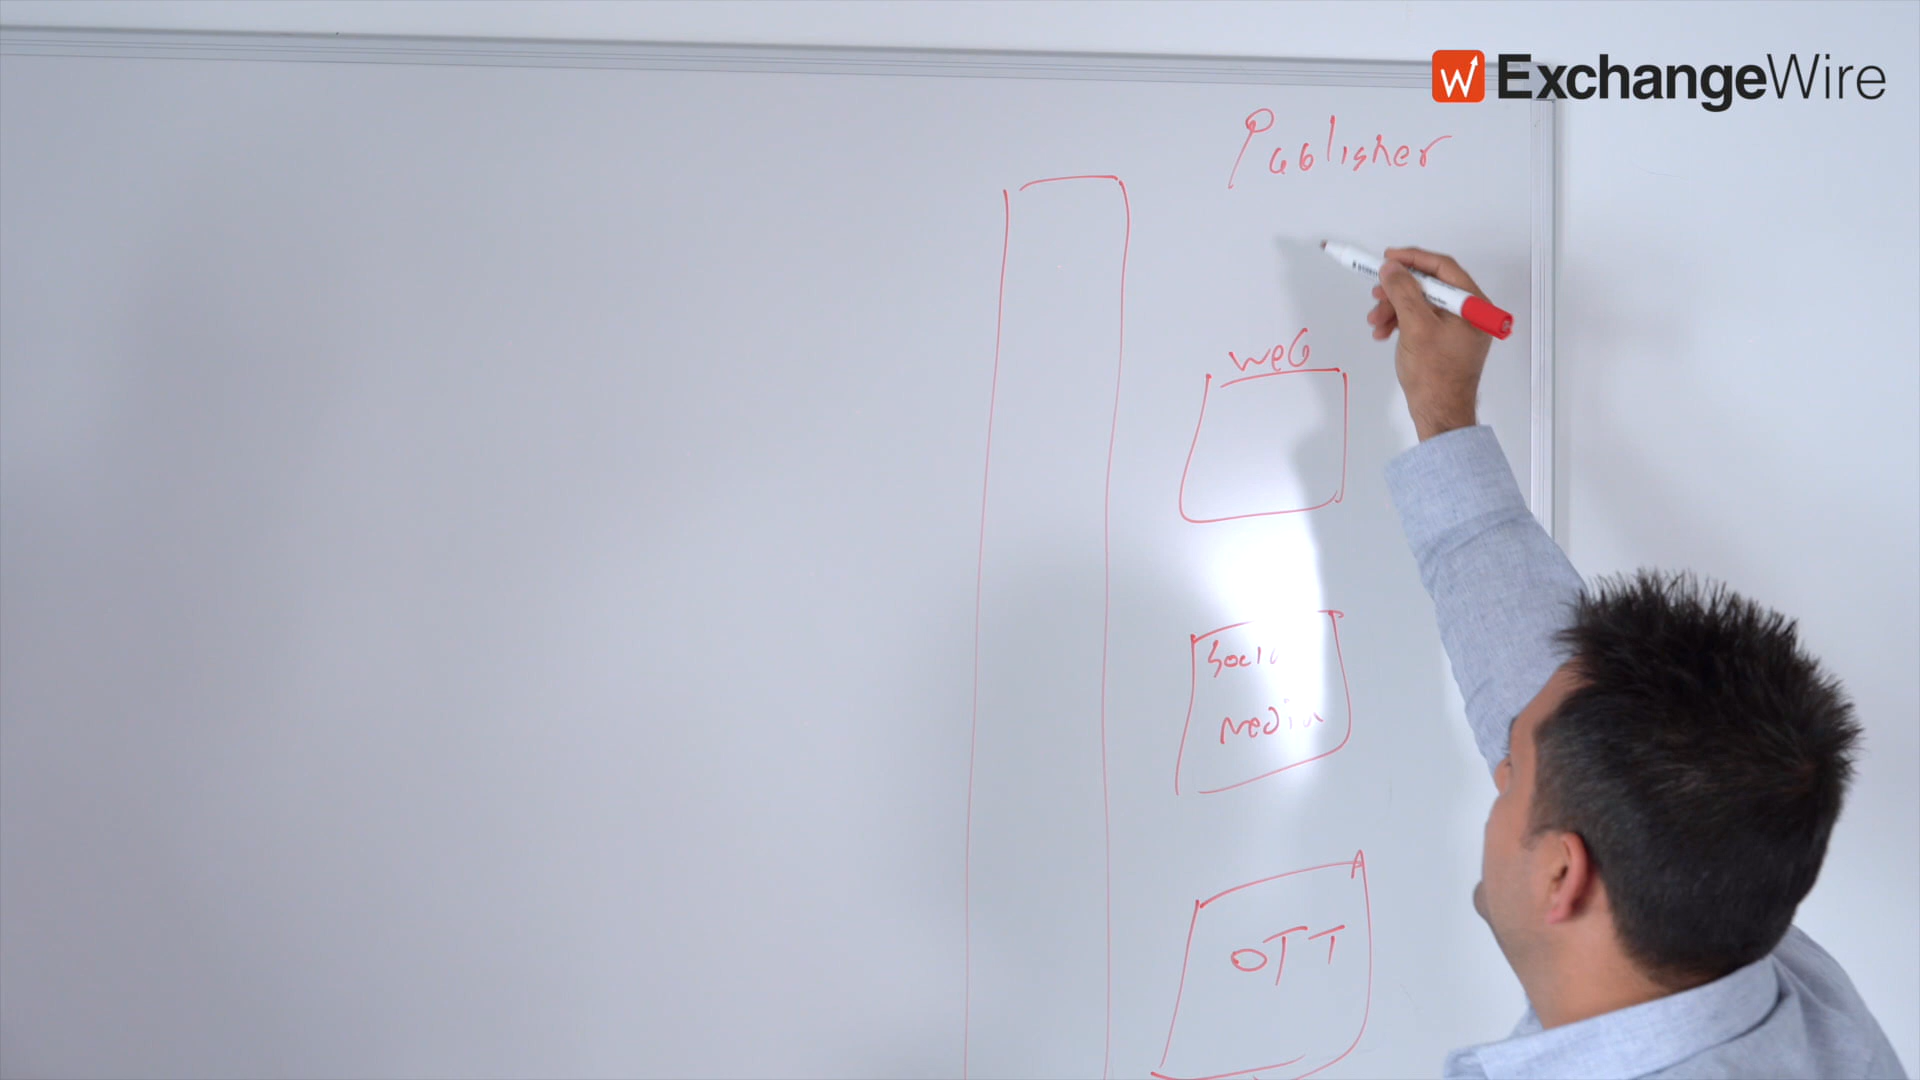 ExchangeWire
Publisher
Web
Social
Media
OTT